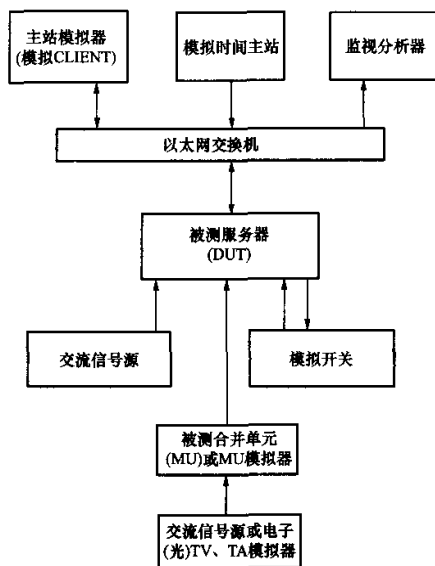 主站模拟器
(模拟CLIENT)
模拟时间主站
监视分析器
以太网交换机
被测服务器
(DUT)
交流信号源
模拟开关
被测合并单元
(MU)或MU模拟器
交流信号源或电子
(光)TV、TA模拟器